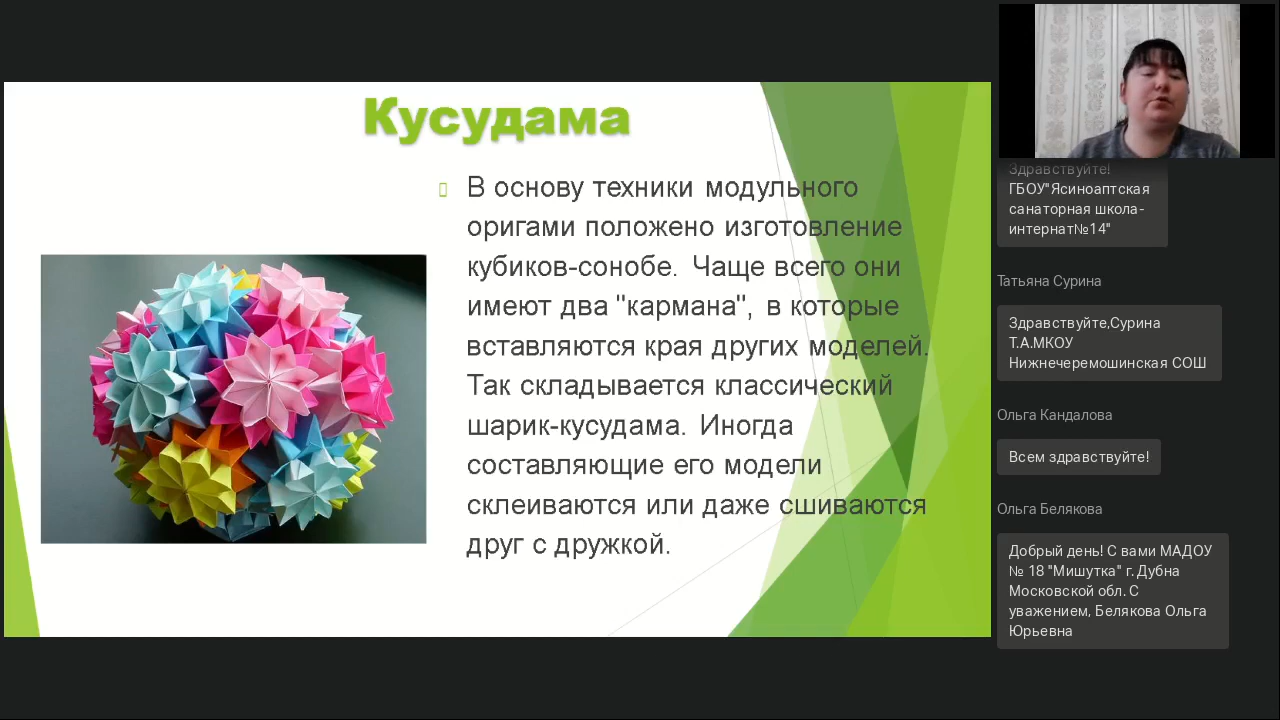 Кусудама
В основу техники модульного
оригами положено изготовление
кубиков-сонобе. Чаще всего они
имеют два "кармана", в которые
вставляются края других моделей.
Так складывается классический
шарик-кусудама. Иногда
составляющие его модели
склеиваются или даже сшиваются
друг с дружкой.
Здравствуйте!
ГБОУ"Ясиноаптская
санаторная школа-
интернат№14"
Татьяна Сурина
Здравствуйте,Сурина
Т.А.МКОУ
Нижнечеремошинская СОШ
Ольга Кандалова
Всем здравствуйте!
Ольга Белякова
Добрый день! С вами МАДОУ
№ 18 "Мишутка" г. Дубна
Московской обл. С
уважением, Белякова Ольга
Юрьевна